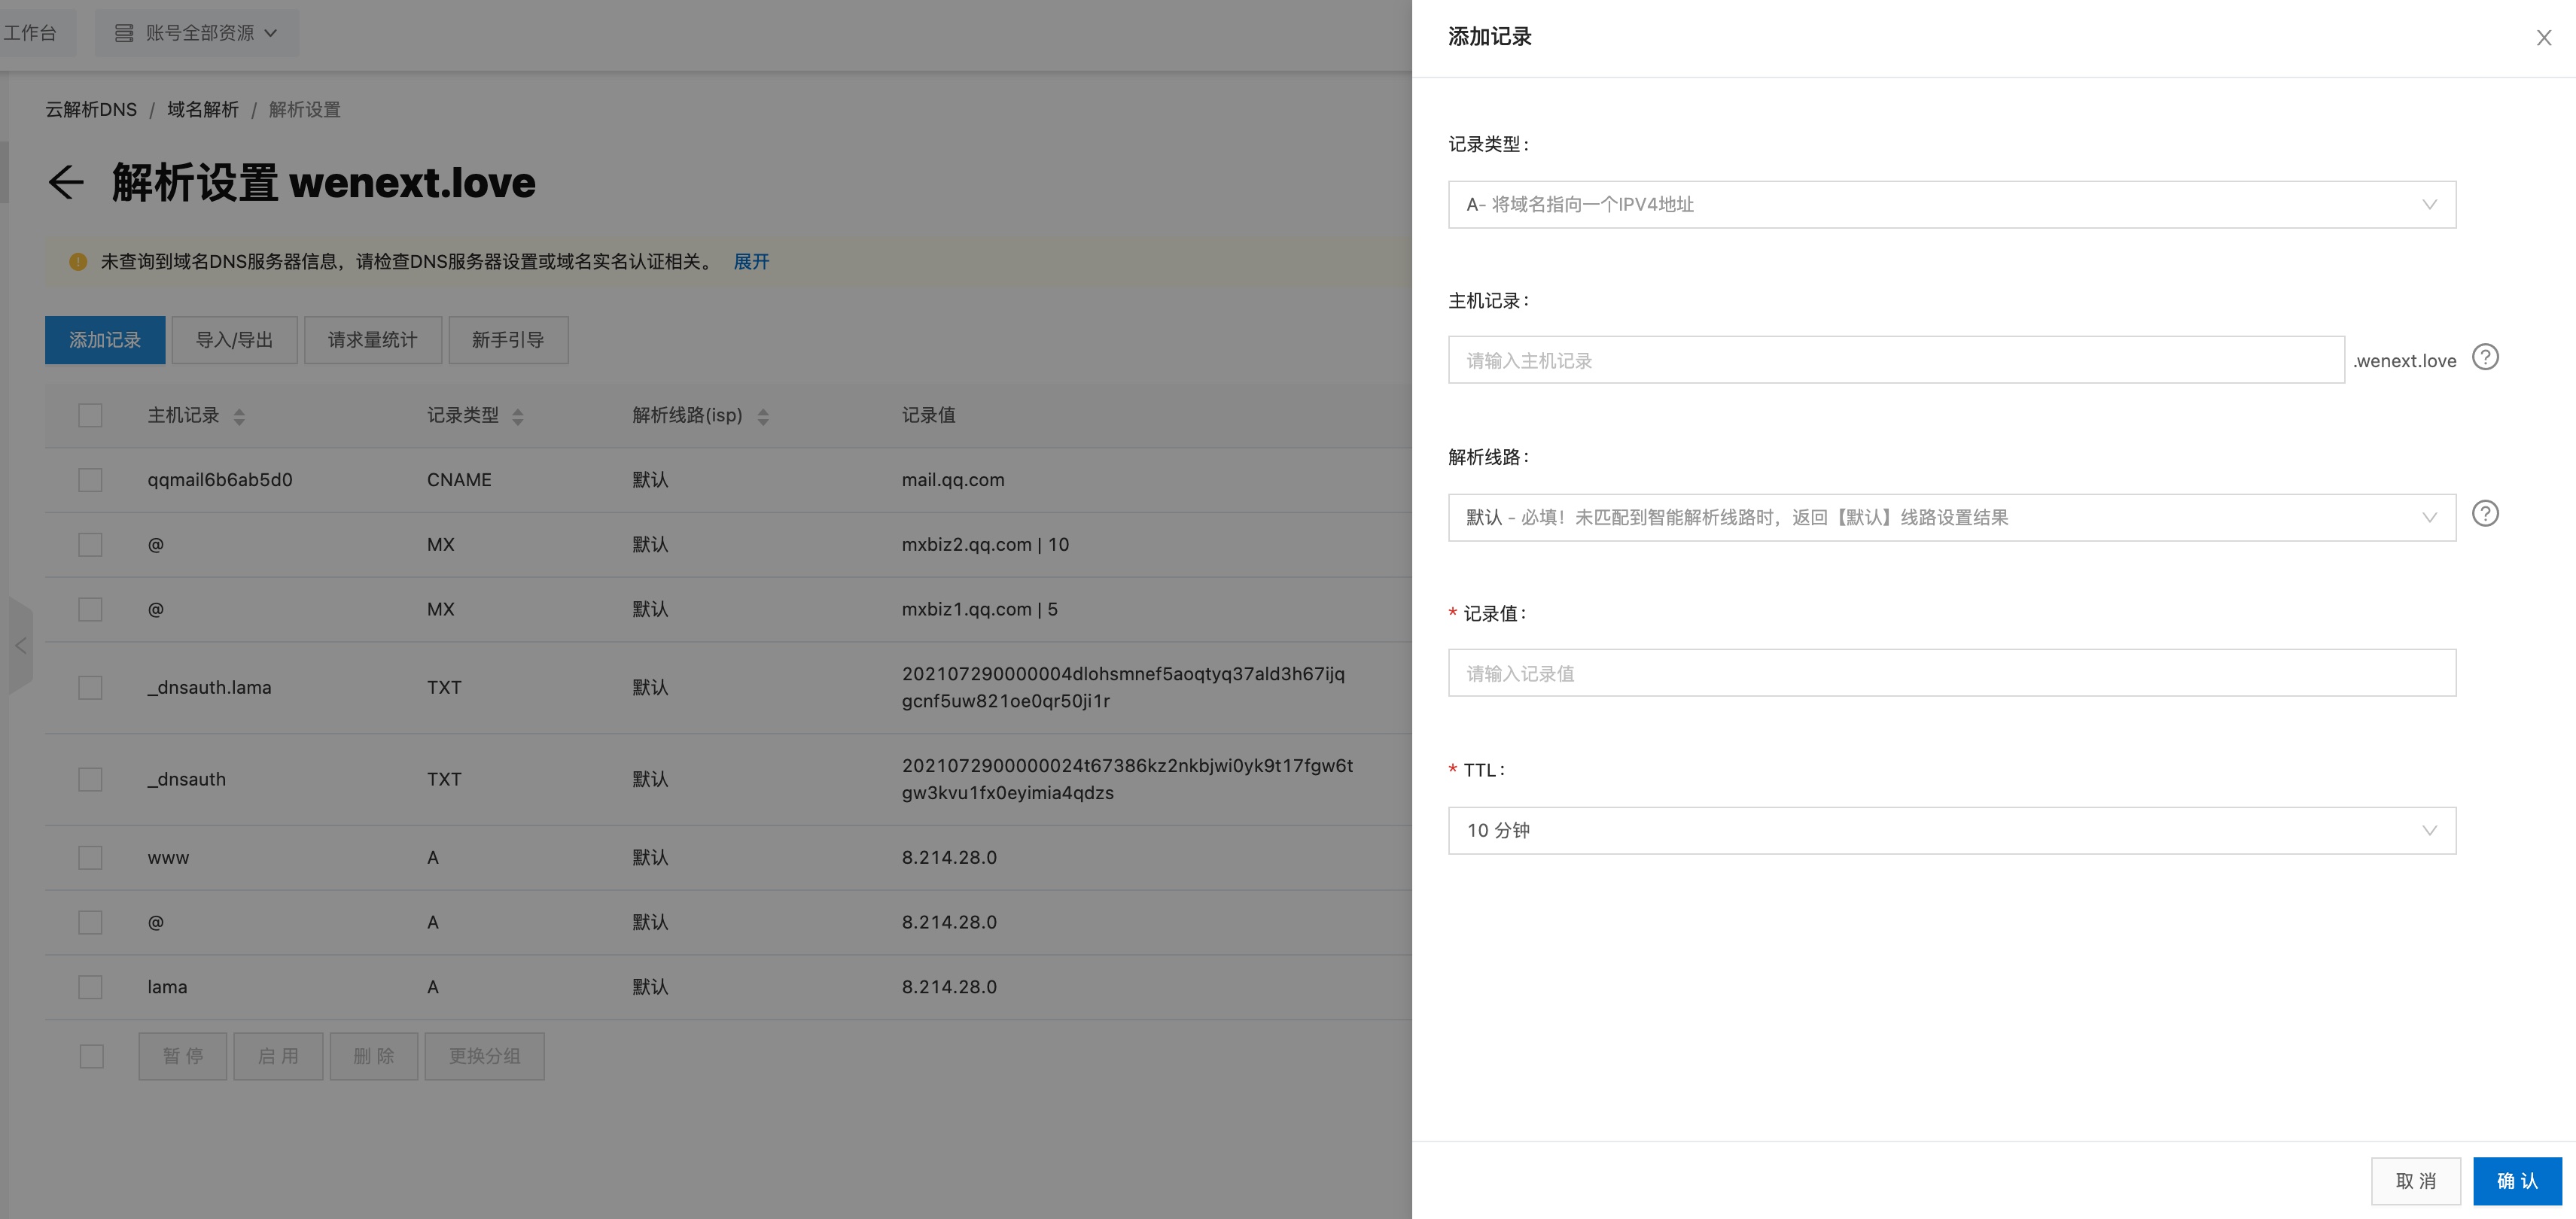 工作台
账号全部资源
云解析DNS / 域名解析 / 解析设置
解析设置 wenext.love
未查询到域名DNS服务器信息，请检查DNS服务器设置或域名实名认证相关。 展开
添加记录 导入/导出 请求量统计 新手引导
主机记录 记录类型 解析线路(isp) 记录值
qqmail6b6ab5d0 CNAME 默认 mail.qq.com
@ MX 默认 mxbiz2.qq.com | 10
@ MX 默认 mxbiz1.qq.com | 5
_dnsauth.lama TXT 默认 202107290000004dlohsmnef5aoqtyq37ald3h67ijq
gcnf5uw821oe0qr50ji1r
_dnsauth TXT 默认 2021072900000024t67386kz2nkbjwi0yk9t17fgw6t
gw3kvu1fx0eyimia4qdzs
www A 默认 8.214.28.0
@ A 默认 8.214.28.0
lama A 默认 8.214.28.0
暂停 启用 删除 更换分组
添加记录
记录类型：
A- 将域名指向一个IPV4地址
主机记录：
请输入主机记录 .wenext.love
解析线路：
默认 - 必填！未匹配到智能解析线路时，返回【默认】线路设置结果
* 记录值：
请输入记录值
* TTL：
10 分钟
取消 确认